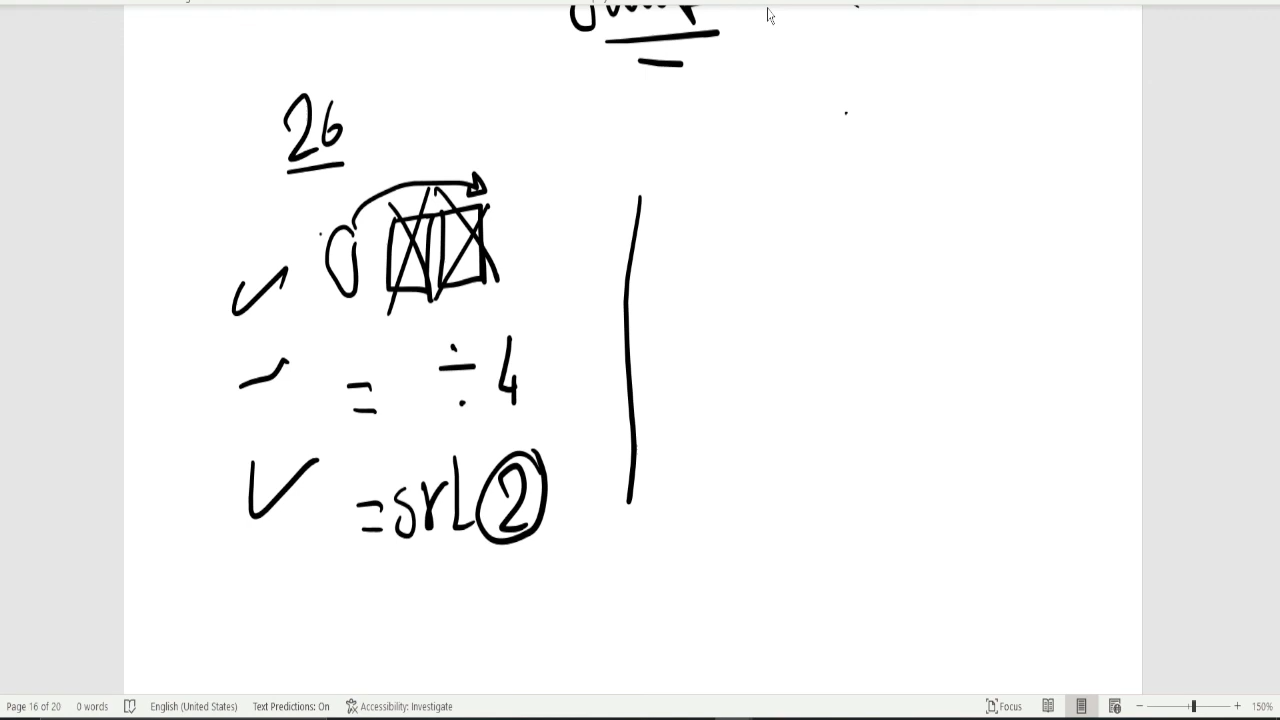 26
0
= ÷ 4
= srl 2
Page 16 of 20 0 words English (United States) Text Predictions: On Accessibility: Investigate Focus 150%